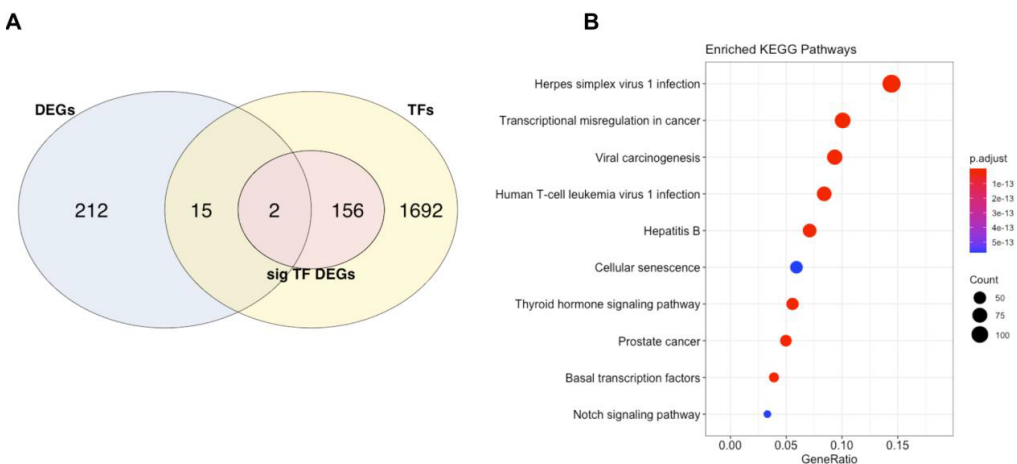 A
B
DEGs
TFs
212
15
2
156
1692
sig TF DEGs
Enriched KEGG Pathways
Herpes simplex virus 1 infection
Transcriptional misregulation in cancer
Viral carcinogenesis
Human T-cell leukemia virus 1 infection
Hepatitis B
Cellular senescence
Thyroid hormone signaling pathway
Prostate cancer
Basal transcription factors
Notch signaling pathway
0.00 0.05 0.10 0.15
GeneRatio
p.adjust
1e-13
2e-13
3e-13
4e-13
5e-13
Count
50
75
100